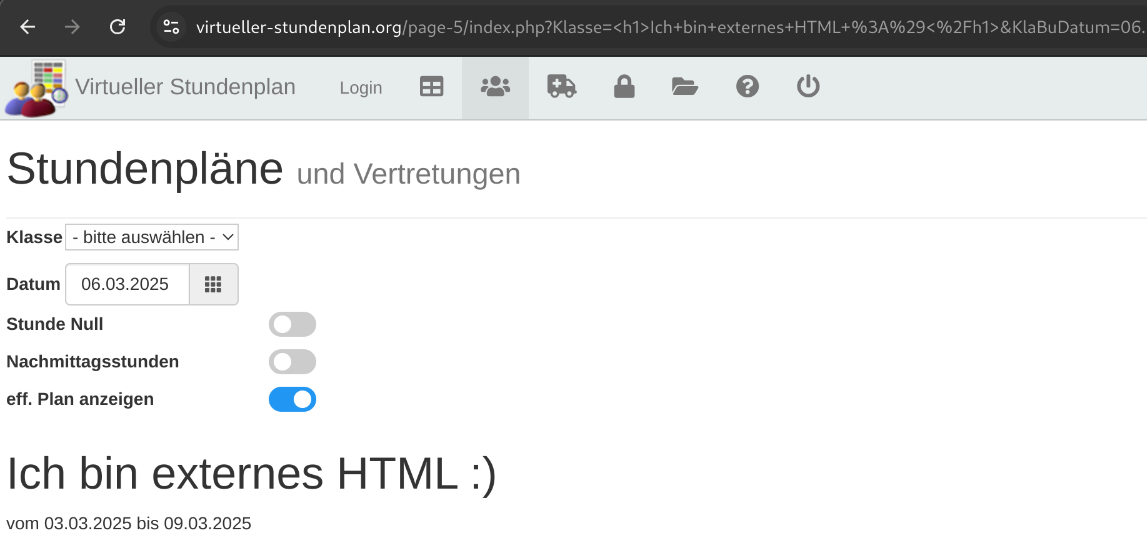 virtueller-stundenplan.org/page-5/index.php?Klasse=<h1>Ich+bin+externes+HTML+%3A%29<%2Fh1>&KlaBuDatum=06.
Virtueller Stundenplan Login
Stundenpläne und Vertretungen
Klasse - bitte auswählen -
Datum 06.03.2025
Stunde Null
Nachmittagsstunden
eff. Plan anzeigen
Ich bin externes HTML :)
vom 03.03.2025 bis 09.03.2025